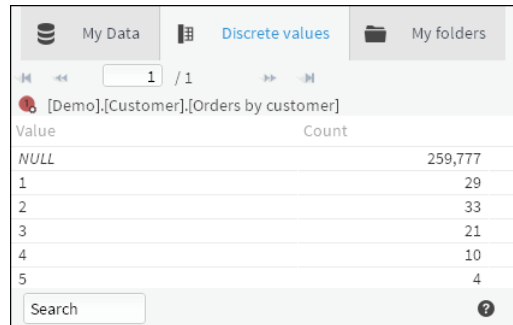 My Data Discrete values My folders
1 / 1
[Demo].[Customer].[Orders by customer]
Value Count
NULL 259,777
1 29
2 33
3 21
4 10
5 4
Search ?